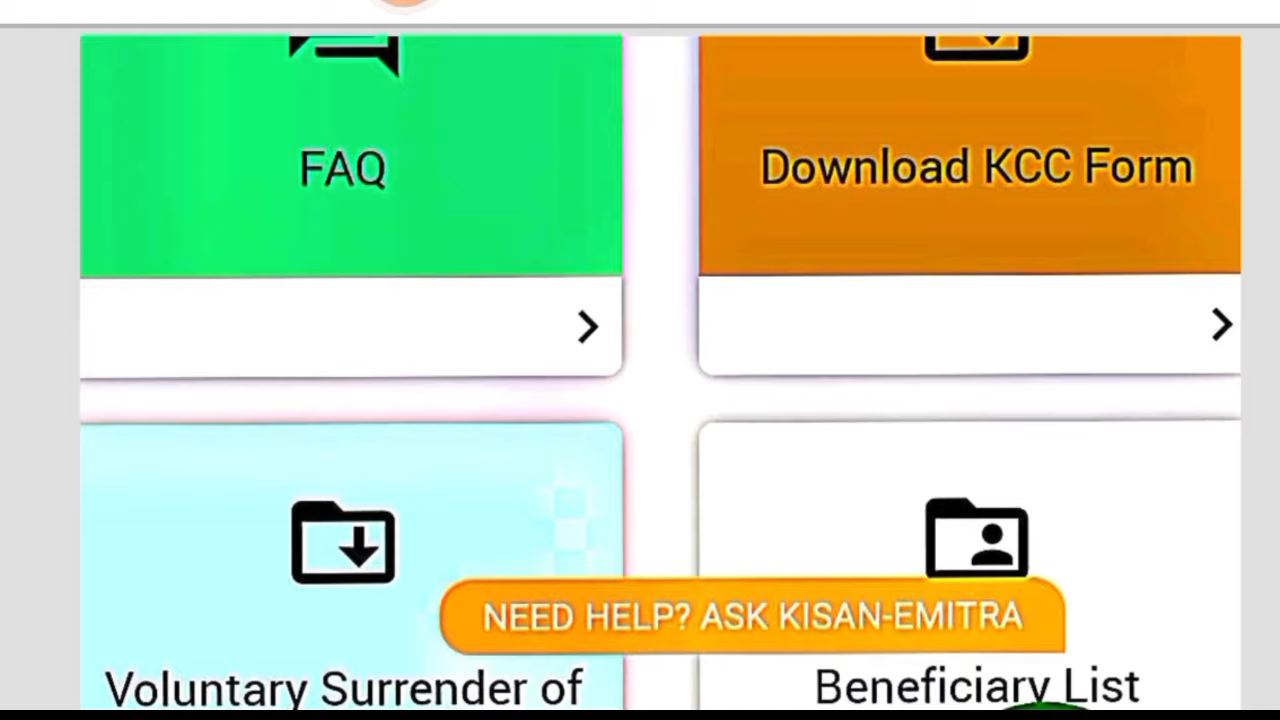 FAQ
Download KCC Form
NEED HELP? ASK KISAN-EMITRA
Voluntary Surrender of
Beneficiary List